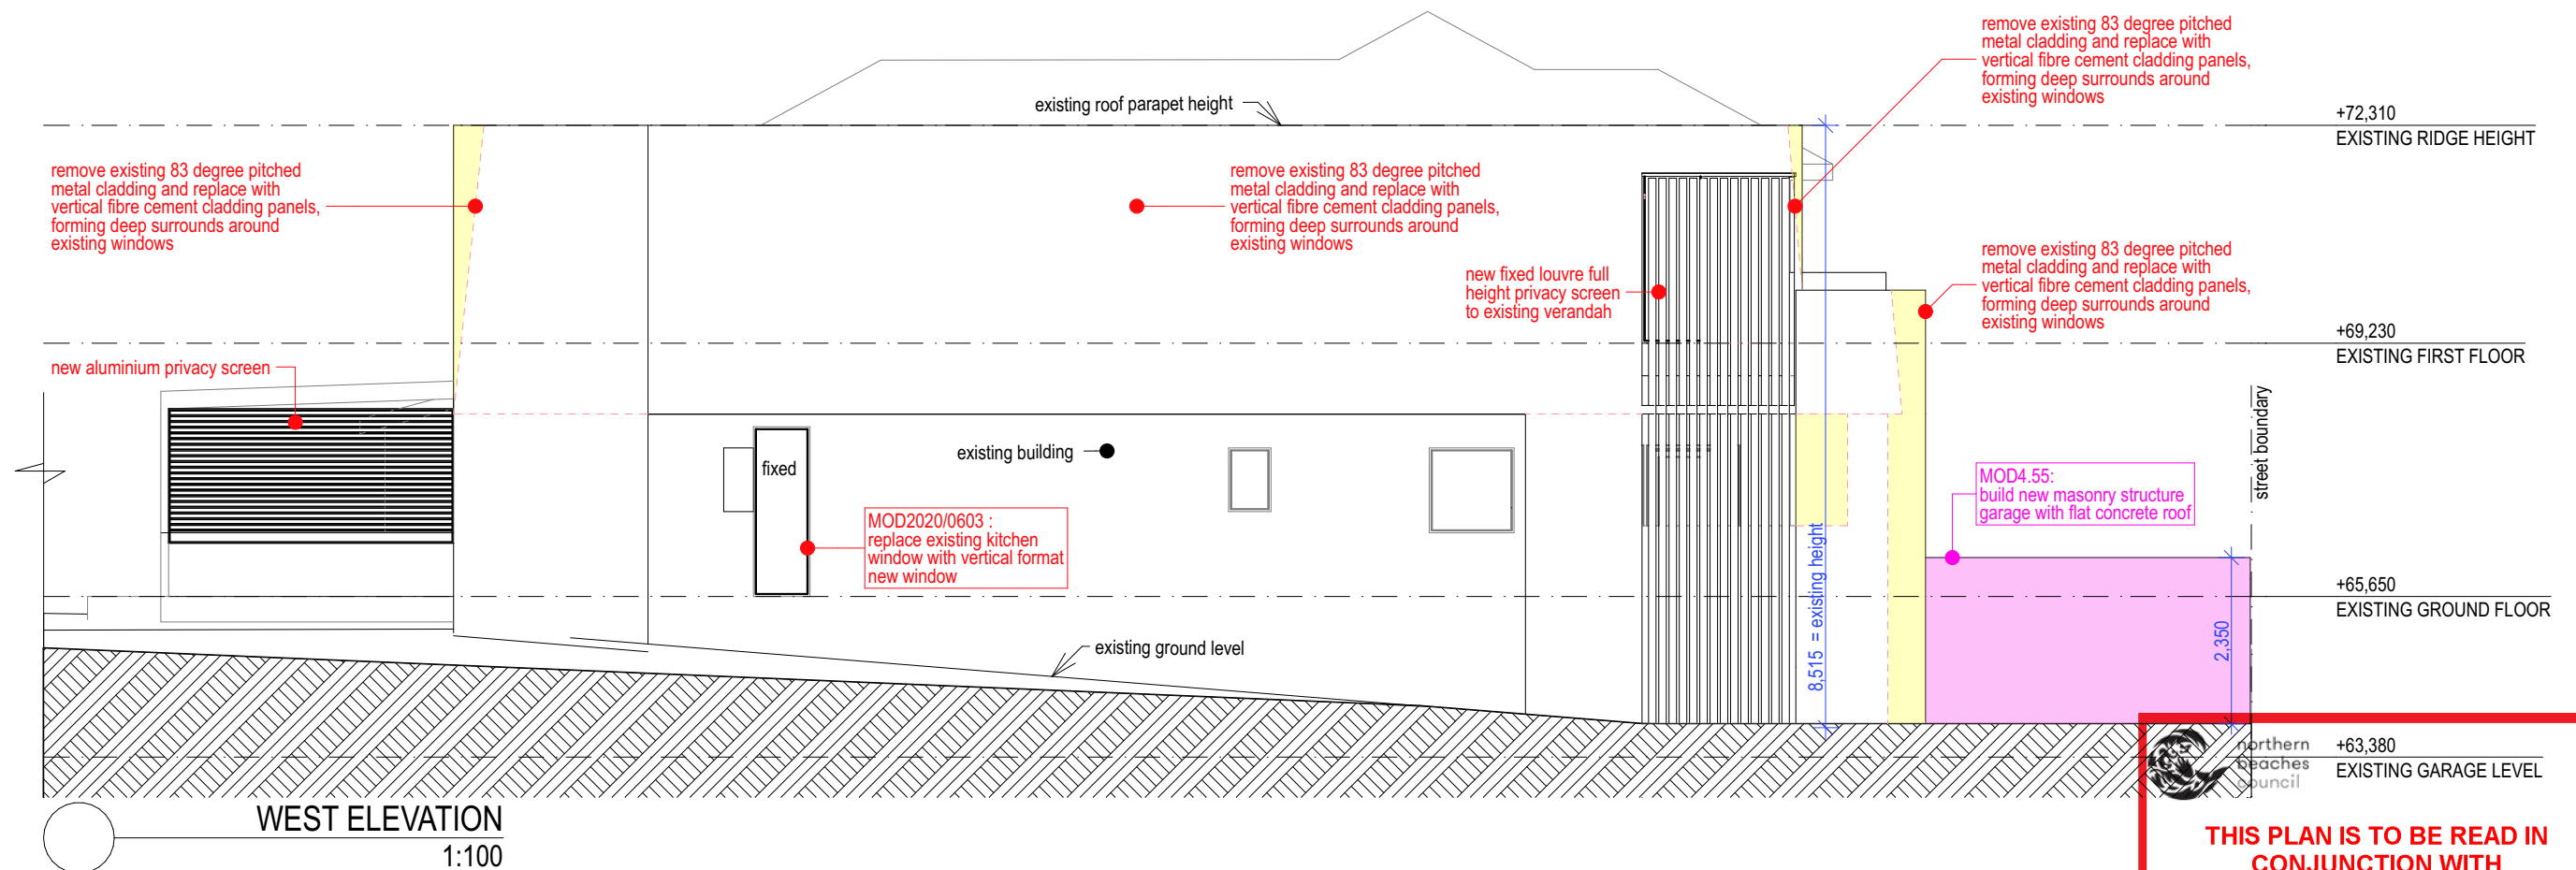 remove existing 83 degree pitched
metal cladding and replace with
vertical fibre cement cladding panels,
forming deep surrounds around
existing windows
existing roof parapet height
+72,310
EXISTING RIDGE HEIGHT
remove existing 83 degree pitched
metal cladding and replace with
vertical fibre cement cladding panels,
forming deep surrounds around
existing windows
remove existing 83 degree pitched
metal cladding and replace with
vertical fibre cement cladding panels,
forming deep surrounds around
existing windows
new fixed louvre full
height privacy screen
to existing verandah
remove existing 83 degree pitched
metal cladding and replace with
vertical fibre cement cladding panels,
forming deep surrounds around
existing windows
+69,230
EXISTING FIRST FLOOR
new aluminium privacy screen
street boundary
fixed
existing building
MOD4.55:
build new masonry structure
garage with flat concrete roof
MOD2020/0603 :
replace existing kitchen
window with vertical format
new window
8,515 = existing height
+65,650
EXISTING GROUND FLOOR
2,350
existing ground level
northern
beaches
council
+63,380
EXISTING GARAGE LEVEL
WEST ELEVATION
1:100
THIS PLAN IS TO BE READ IN
CONJUNCTION WITH